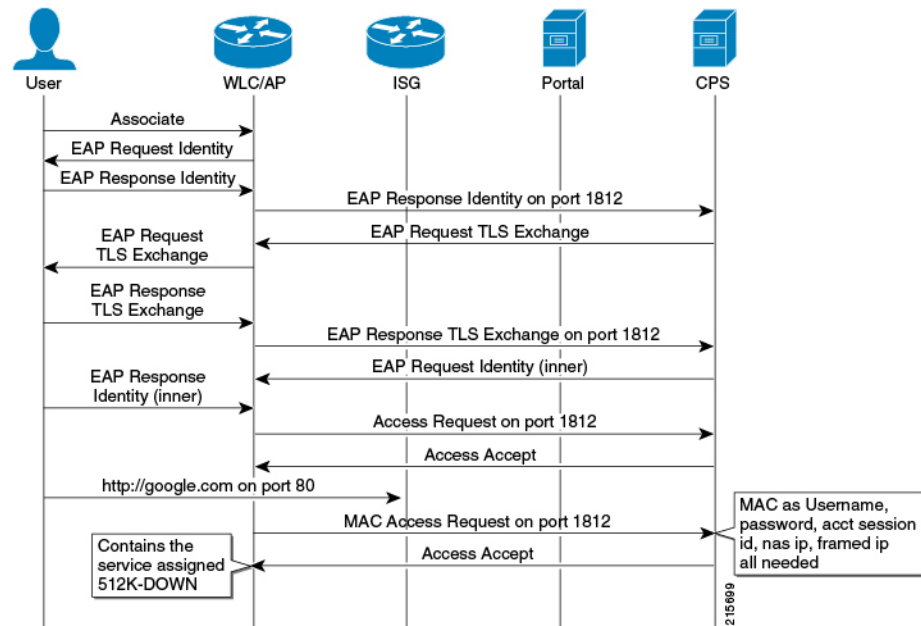 User
WLC/AP
ISG
Portal
CPS
Associate
EAP Request Identity
EAP Response Identity
EAP Response Identity on port 1812
EAP Request TLS Exchange
EAP Request
TLS Exchange
EAP Response
TLS Exchange
EAP Response TLS Exchange on port 1812
EAP Request Identity (inner)
EAP Response
Identity (inner)
Access Request on port 1812
Access Accept
http://google.com on port 80
MAC Access Request on port 1812
MAC as Username,
password, acct session
id, nas ip, framed ip
all needed
Contains the
service assigned
512K-DOWN
Access Accept
215699